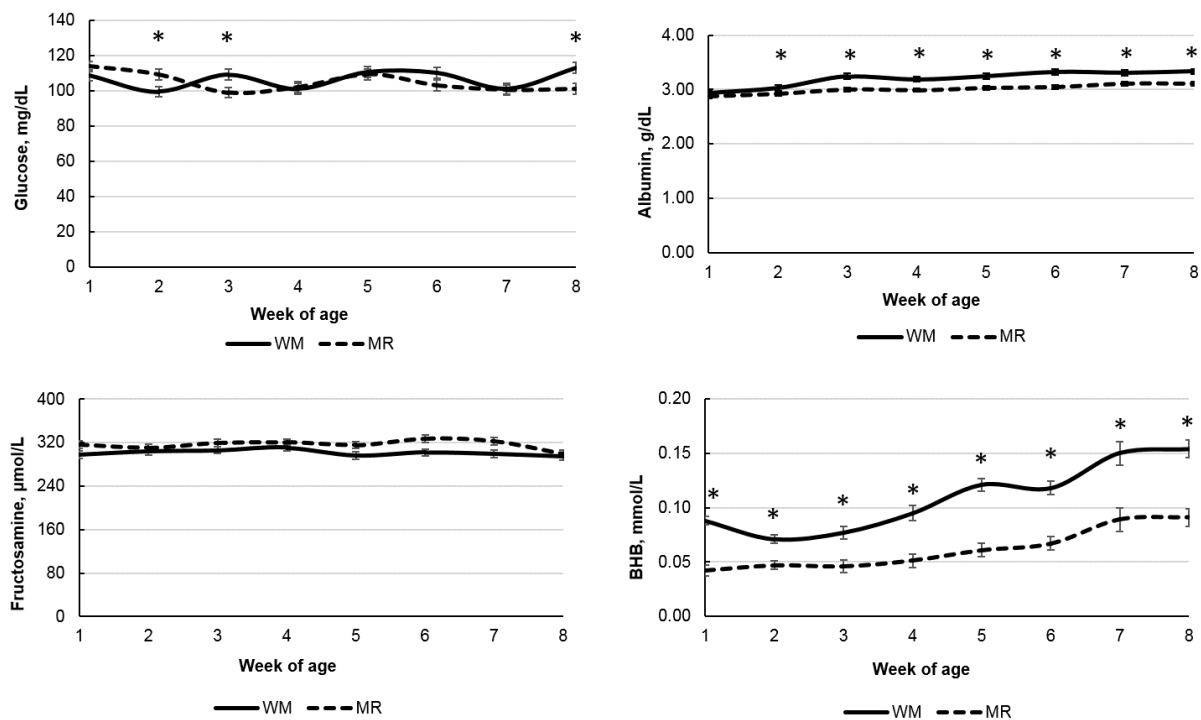 Glucose, mg/dL
140
120
100
80
60
40
20
0
* * *
1 2 3 4 5 6 7 8
Week of age
WM MR
Albumin, g/dL
4.00
3.00
2.00
1.00
0.00
* * * * * * *
1 2 3 4 5 6 7 8
Week of age
WM MR
Fructosamine, µmol/L
400
320
240
160
80
0
1 2 3 4 5 6 7 8
Week of age
WM MR
BHB, mmol/L
0.20
0.15
0.10
0.05
0.00
* * * * * * * *
1 2 3 4 5 6 7 8
Week of age
WM MR